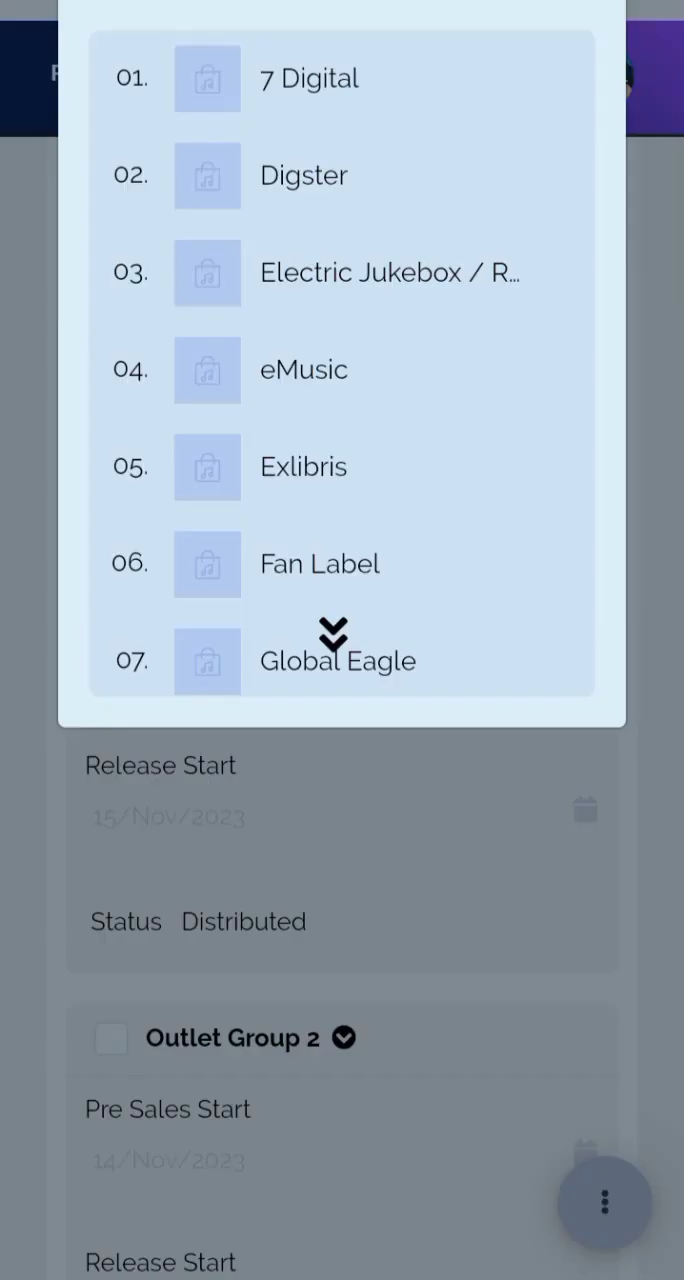 01. 7 Digital
02. Digster
03. Electric Jukebox / R...
04. eMusic
05. Exlibris
06. Fan Label
07. Global Eagle
Release Start
15/Nov/2023
Status Distributed
Outlet Group 2
Pre Sales Start
14/Nov/2023
Release Start